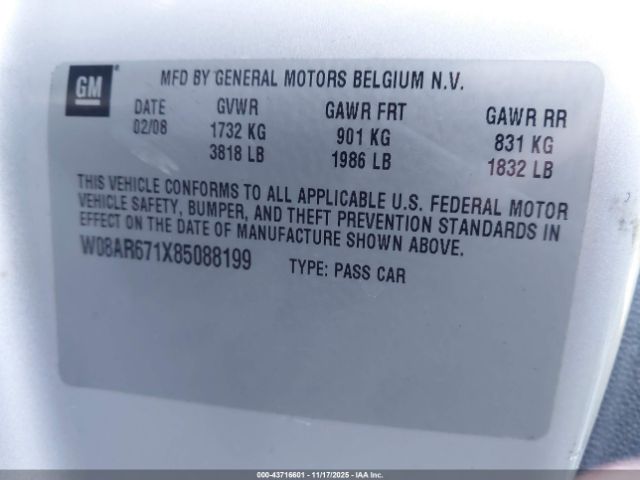 GM®
MFD BY GENERAL MOTORS BELGIUM N.V.
DATE GVWR GAWR FRT GAWR RR
02/08 1732 KG 901 KG 831 KG
3818 LB 1986 LB 1832 LB
THIS VEHICLE CONFORMS TO ALL APPLICABLE U.S. FEDERAL MOTOR
VEHICLE SAFETY, BUMPER, AND THEFT PREVENTION STANDARDS IN
EFFECT ON THE DATE OF MANUFACTURE SHOWN ABOVE.
W08AR671X85088199 TYPE: PASS CAR
000-43716601 - 11/17/2025 - IAAI Inc.